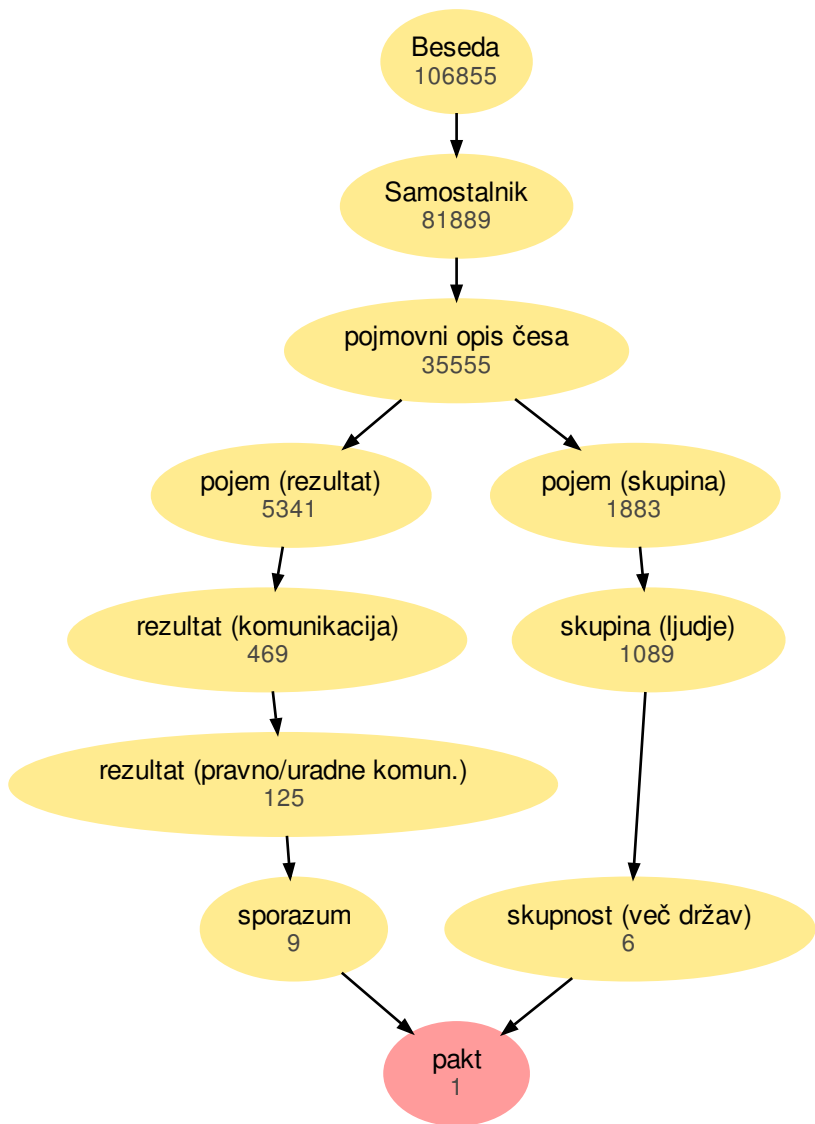 Beseda
106855
Samostalnik
81889
pojmovni opis česa
35555
pojem (rezultat)
5341
pojem (skupina)
1883
rezultat (komunikacija)
469
skupina (ljudje)
1089
rezultat (pravno/uradne komun.)
125
sporazum
9
skupnost (več držav)
6
pakt
1